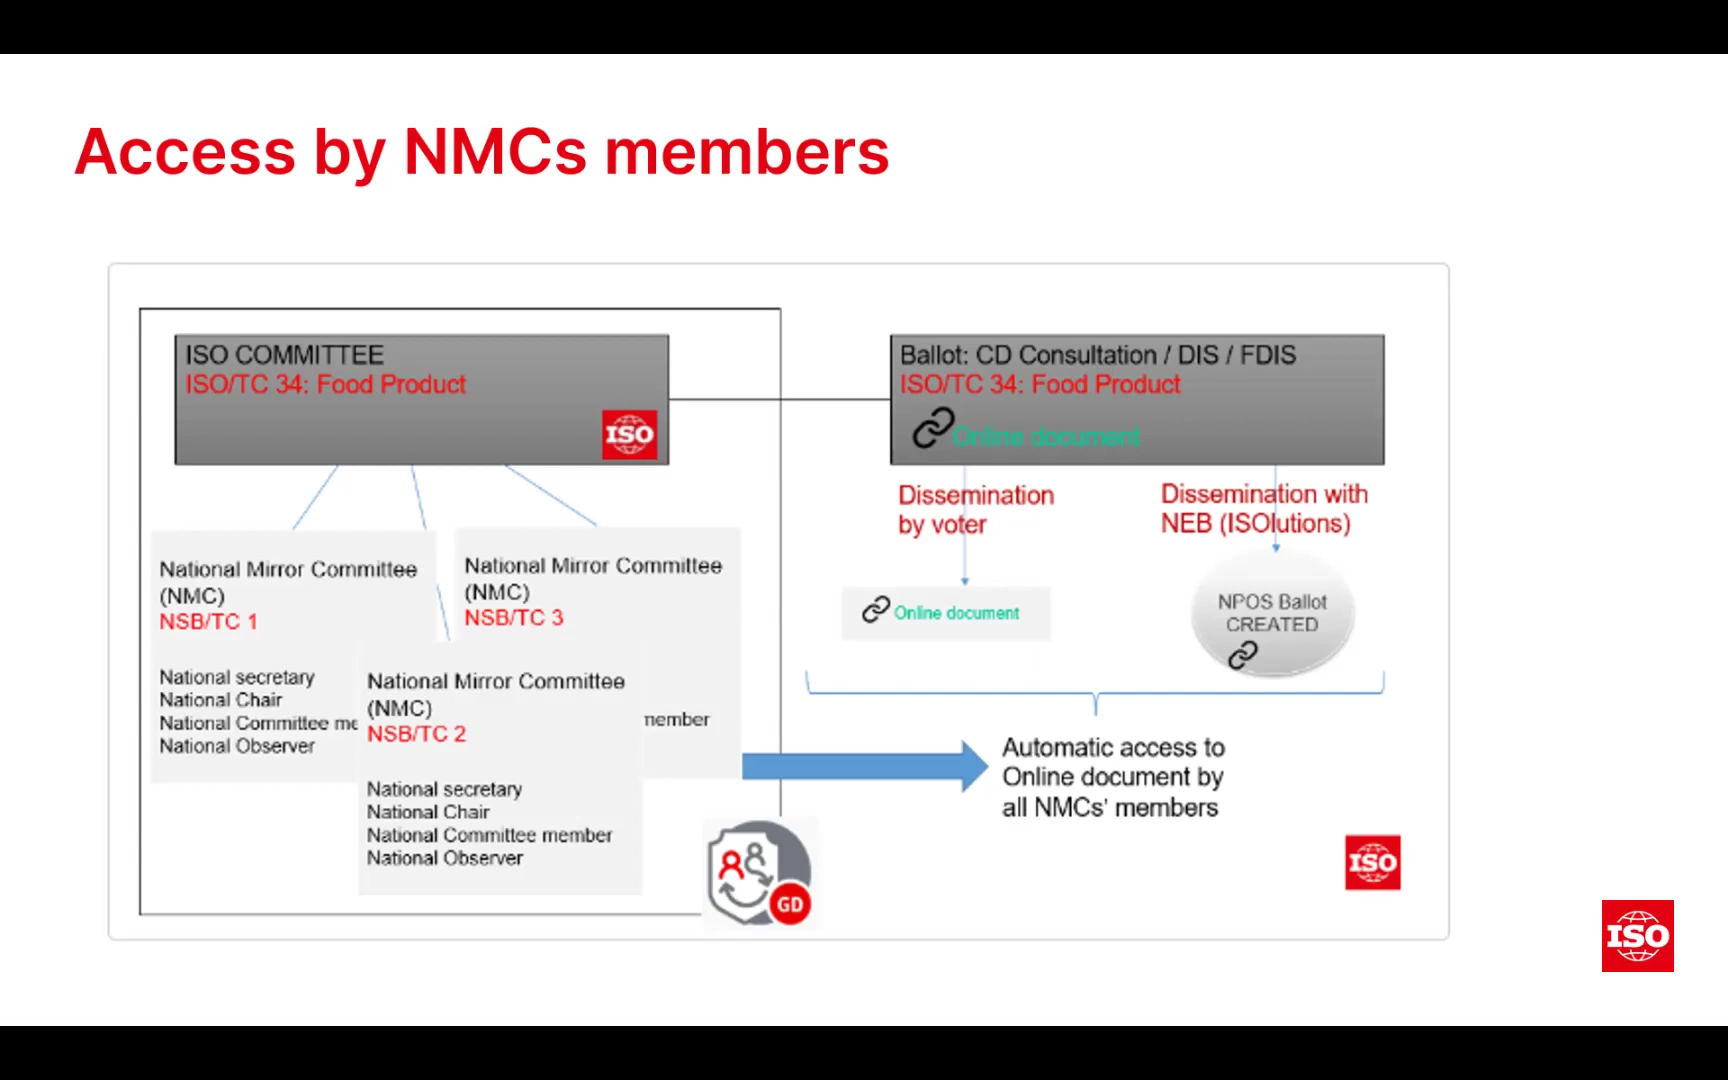 Access by NMCs members
ISO COMMITTEE
ISO/TC 34: Food Product
ISO
National Mirror Committee
(NMC)
NSB/TC 1
National secretary
National Chair
National Committee me
National Observer
National Mirror Committee
(NMC)
NSB/TC 3
member
National Mirror Committee
(NMC)
NSB/TC 2
National secretary
National Chair
National Committee member
National Observer
GD
Ballot: CD Consultation / DIS / FDIS
ISO/TC 34: Food Product
Online document
Dissemination
by voter
Online document
Dissemination with
NEB (ISOlutions)
NPOS Ballot
CREATED
Automatic access to
Online document by
all NMCs' members
ISO
ISO